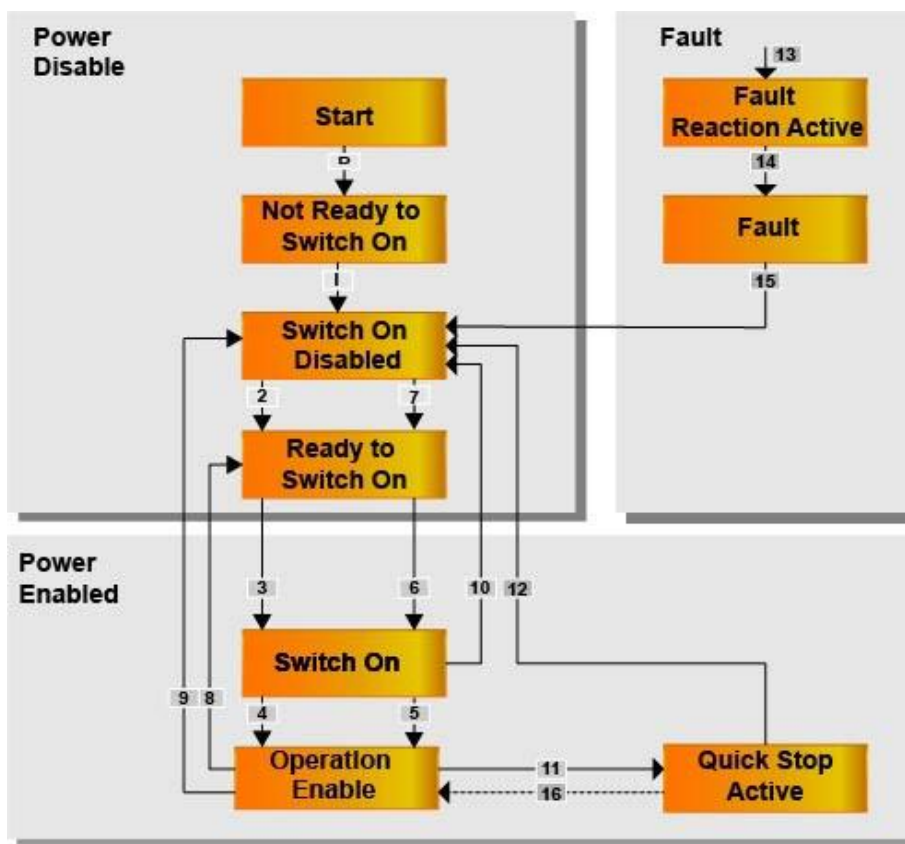 Power
Disable
Start
Not Ready to
Switch On
Switch On
Disabled
2
7
Ready to
Switch On
Fault
13
Fault
Reaction Active
14
Fault
15
Power
Enabled
3
6
10
12
Switch On
9
8
4
5
Operation
Enable
11
16
Quick Stop
Active